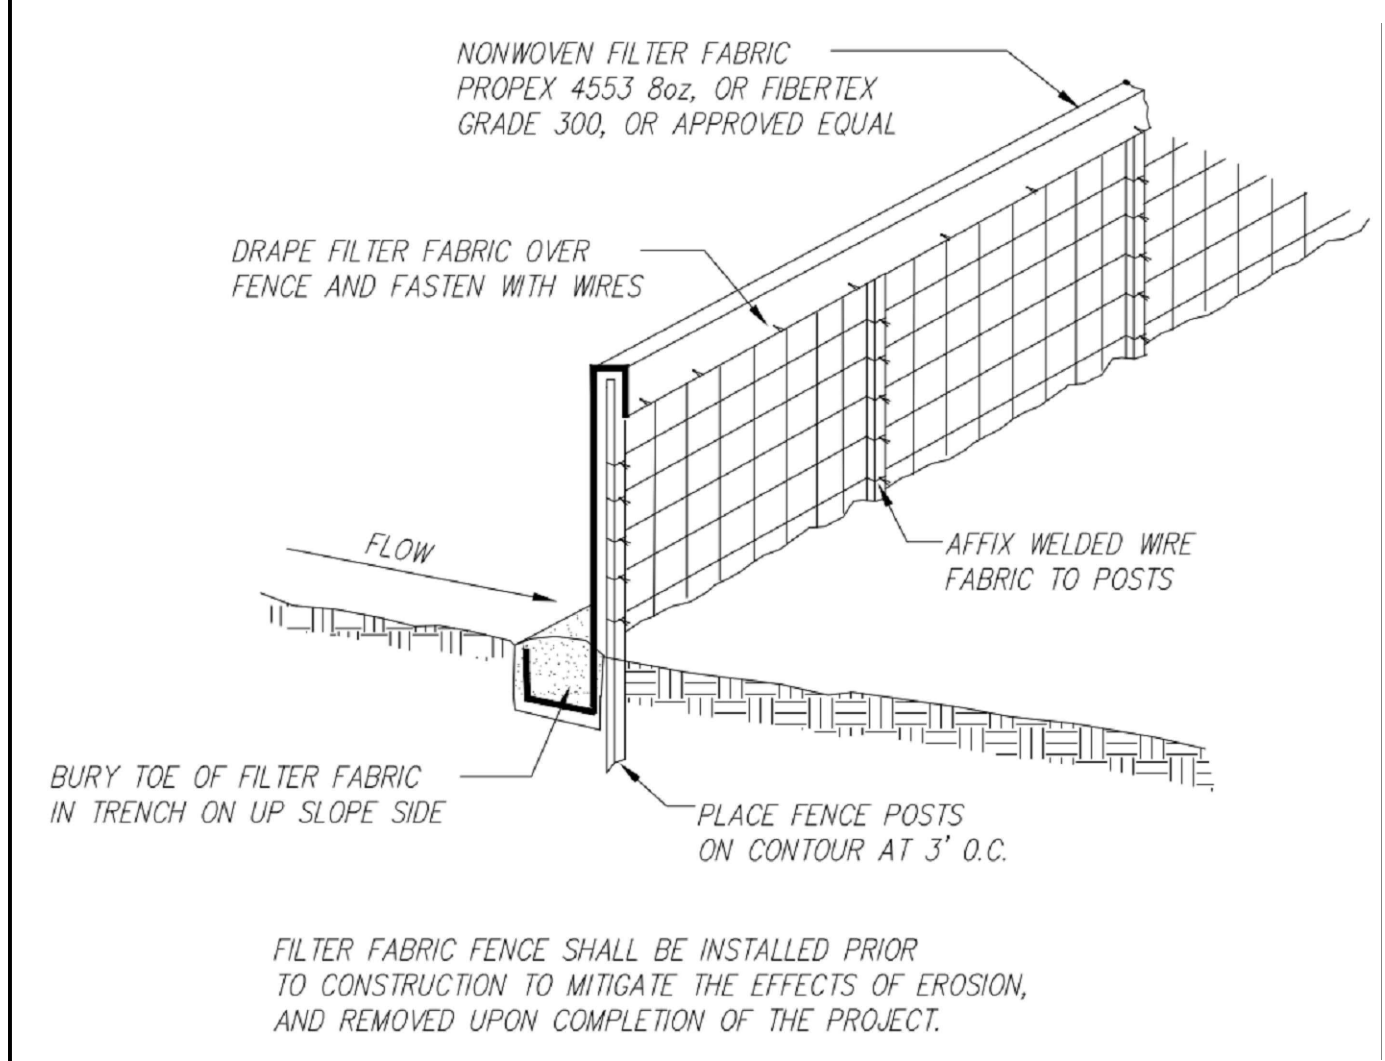 NONWOVEN FILTER FABRIC
PROPEX 4553 8oz, OR FIBERTEX
GRADE 300, OR APPROVED EQUAL
DRAPE FILTER FABRIC OVER
FENCE AND FASTEN WITH WIRES
FLOW
AFFIX WELDED WIRE
FABRIC TO POSTS
BURY TOE OF FILTER FABRIC
IN TRENCH ON UP SLOPE SIDE
PLACE FENCE POSTS
ON CONTOUR AT 3' O.C.
FILTER FABRIC FENCE SHALL BE INSTALLED PRIOR
TO CONSTRUCTION TO MITIGATE THE EFFECTS OF EROSION,
AND REMOVED UPON COMPLETION OF THE PROJECT.